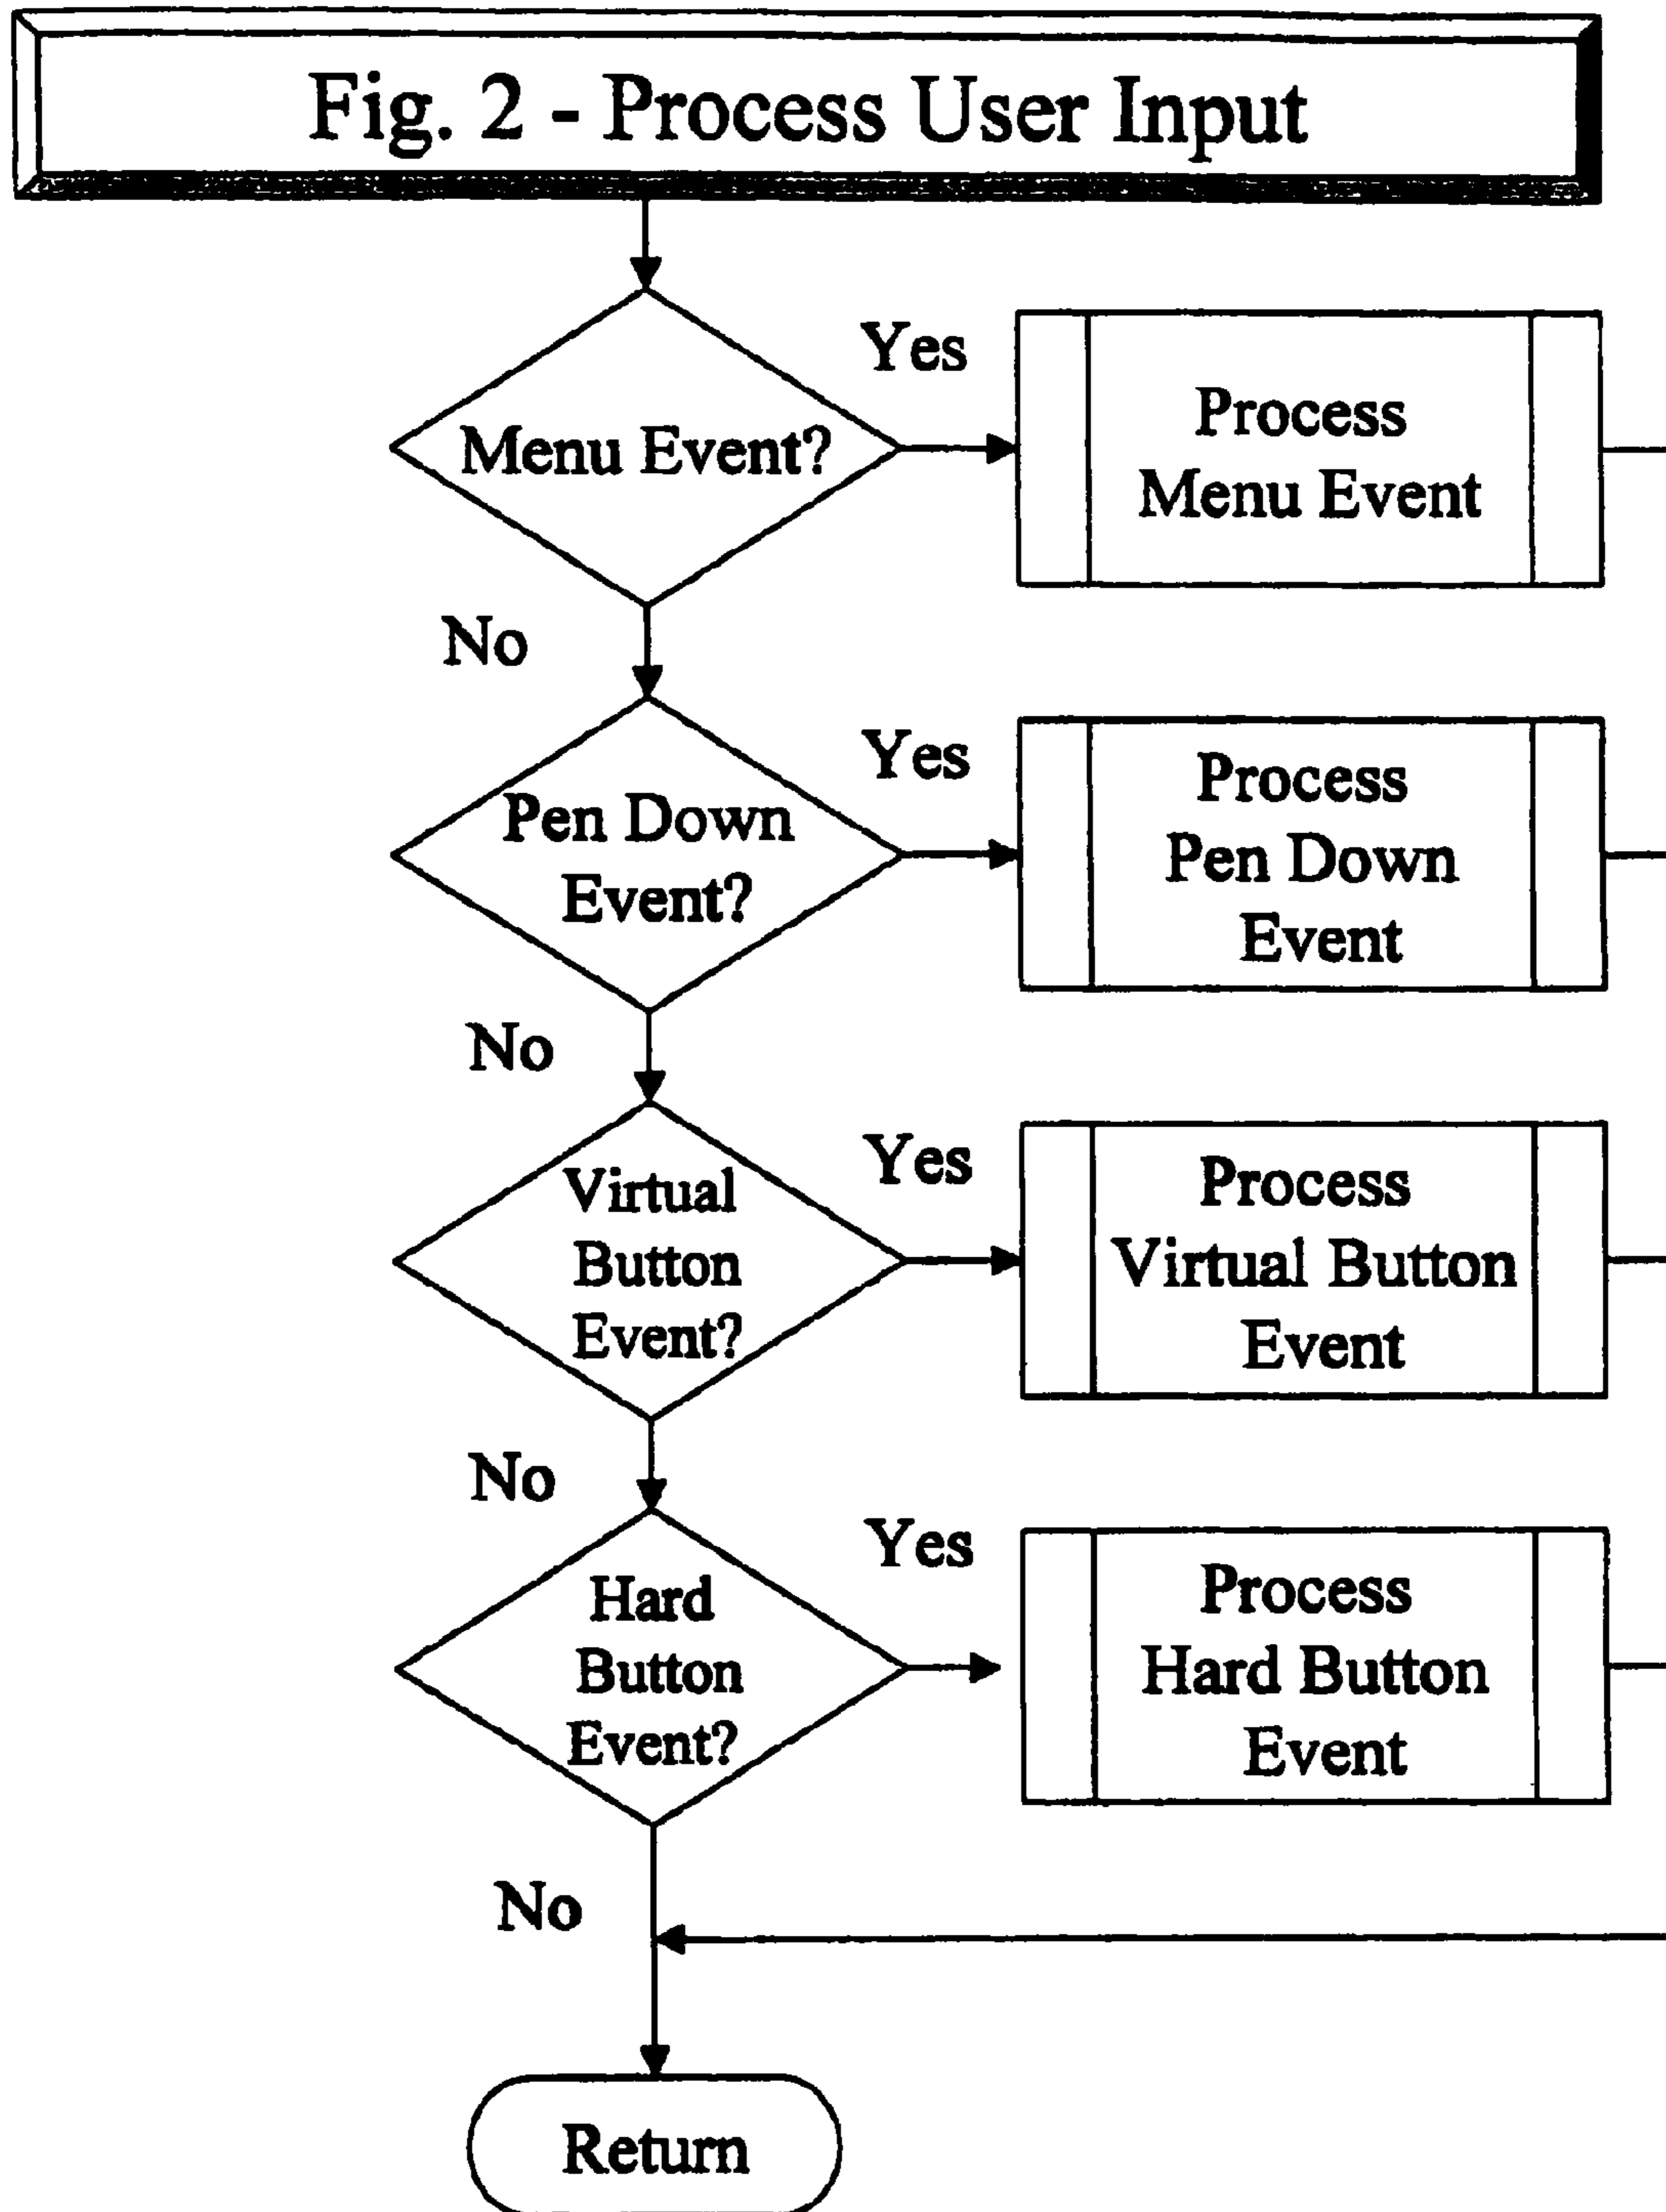 Fig. 2 - Process User Input
Menu Event?
Yes
Process
Menu Event
No
Pen Down
Event?
Yes
Process
Pen Down
Event
No
Virtual
Button
Event?
Yes
Process
Virtual Button
Event
No
Hard
Button
Event?
Yes
Process
Hard Button
Event
No
Return